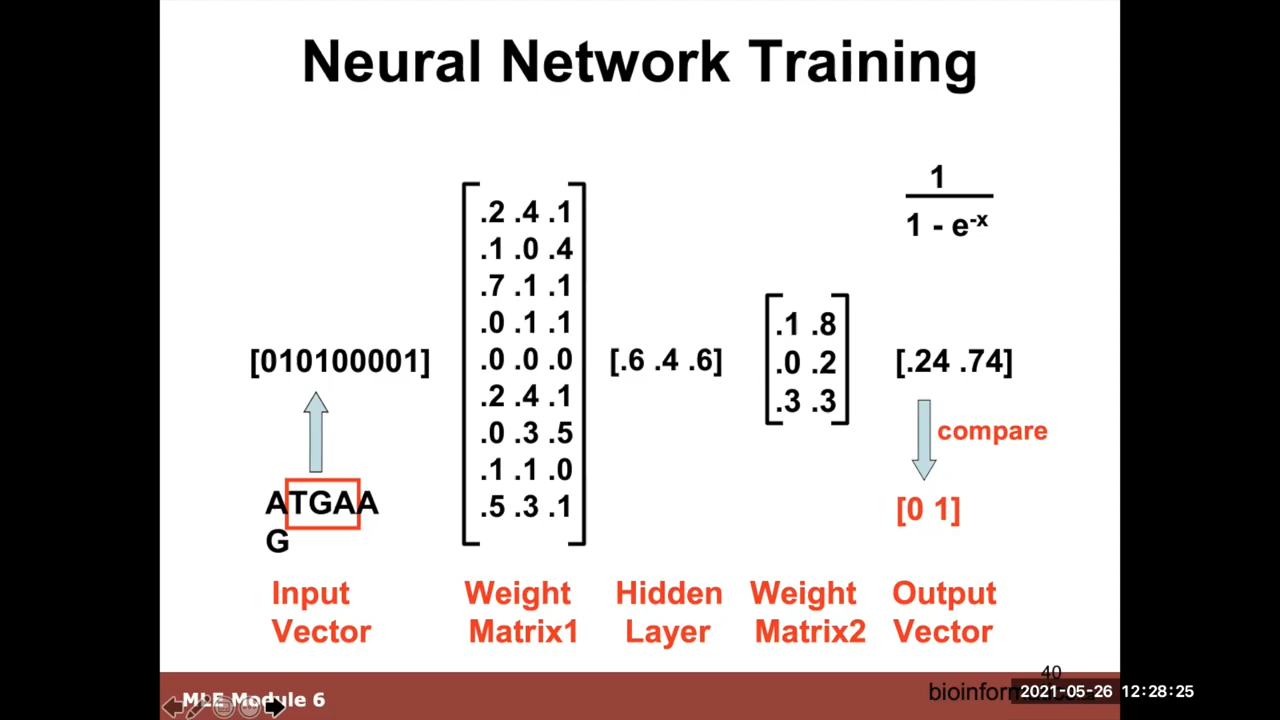 Neural Network Training
1
1 - e-x
.2 .4 .1
.1 .0 .4
.7 .1 .1
.0 .1 .1
.0 .0 .0
.2 .4 .1
.0 .3 .5
.1 .1 .0
.5 .3 .1
.1 .8
.0 .2
.3 .3
[010100001]
[.6 .4 .6]
[.24 .74]
compare
ATGAA
G
[0 1]
Input
Vector
Weight
Matrix1
Hidden
Layer
Weight
Matrix2
Output
Vector
40
MLE Module 6
2021-05-26 12:28:25